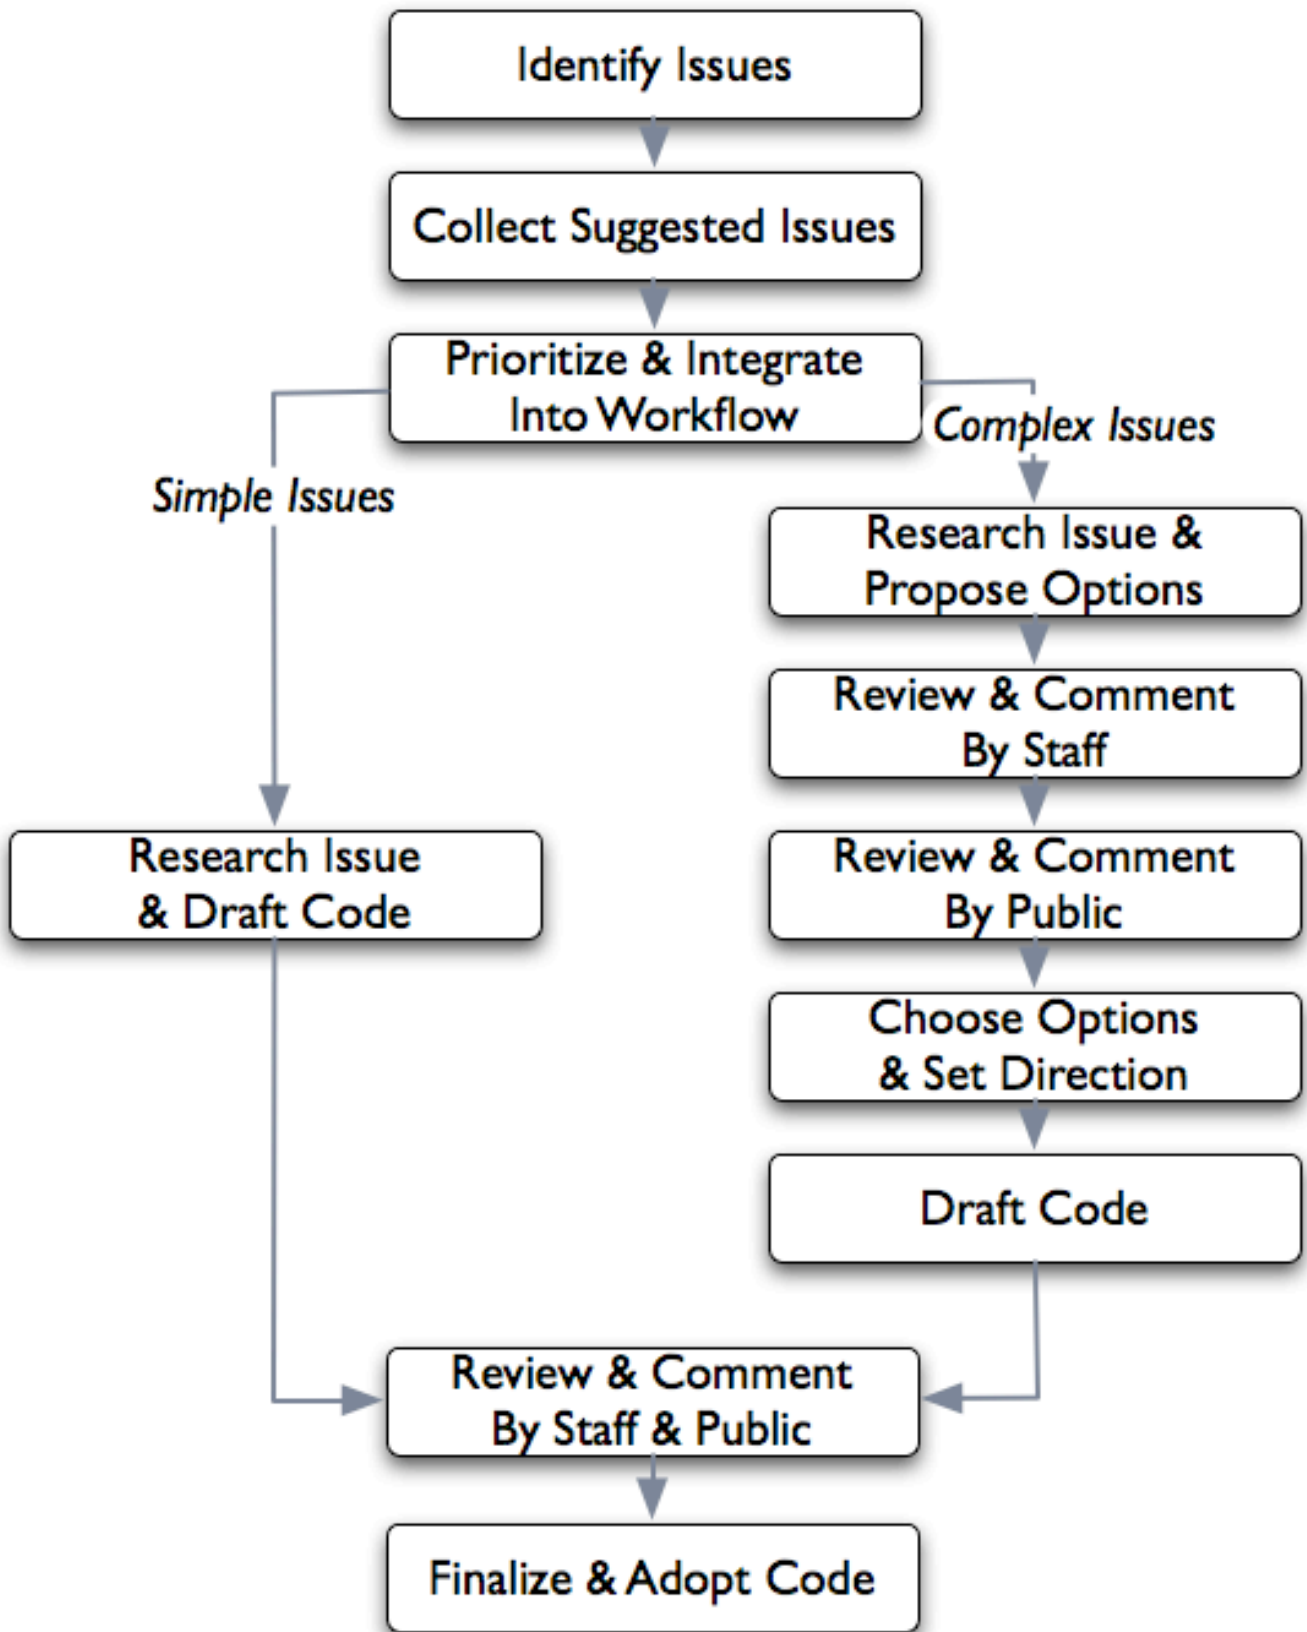 Identify Issues
Collect Suggested Issues
Prioritize & Integrate
Into Workflow
Complex Issues
Simple Issues
Research Issue &
Propose Options
Review & Comment
By Staff
Review & Comment
By Public
Research Issue
& Draft Code
Choose Options
& Set Direction
Draft Code
Review & Comment
By Staff & Public
Finalize & Adopt Code